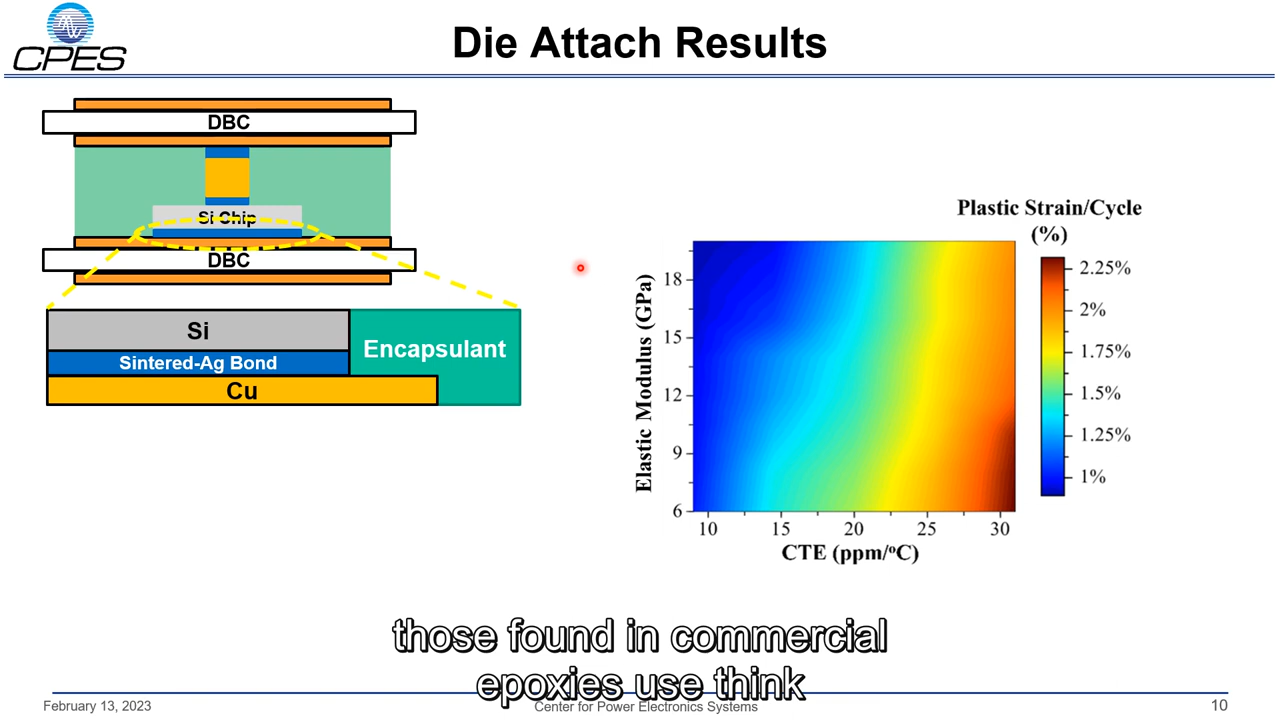 CPES
Die Attach Results
DBC
Si Chip
DBC
Si
Sintered-Ag Bond
Encapsulant
Cu
Plastic Strain/Cycle
(%)
Elastic Modulus (GPa)
18
15
12
9
6
10
15
20
25
30
CTE (ppm/°C)
2.25%
2%
1.75%
1.5%
1.25%
1%
those found in commercial
epoxies use think
February 13, 2023
Center for Power Electronics Systems
10